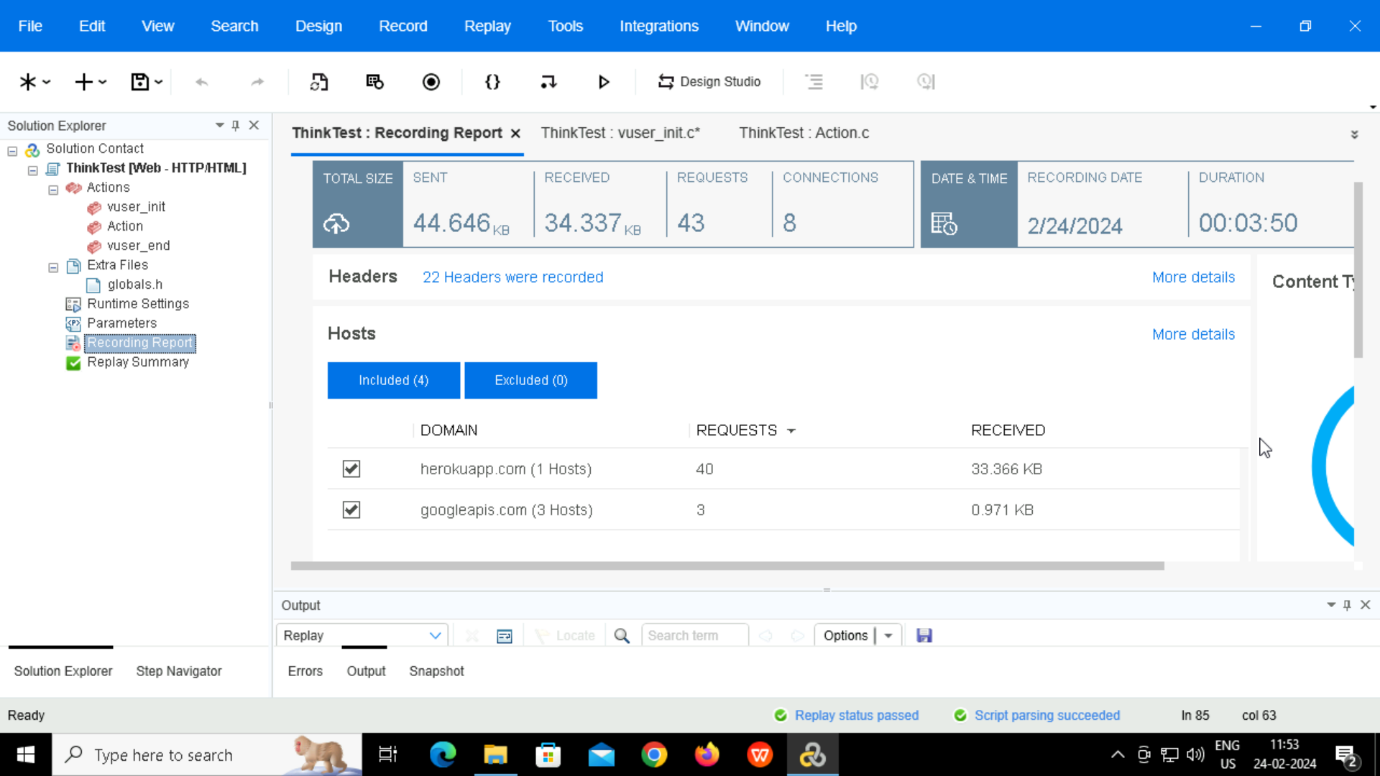 File Edit View Search Design Record Replay Tools Integrations Window Help
Design Studio
Solution Explorer
Solution Contact
ThinkTest [Web - HTTP/HTML]
Actions
vuser_init
Action
vuser_end
Extra Files
globals.h
Runtime Settings
Parameters
Recording Report
Replay Summary
Solution Explorer Step Navigator
ThinkTest : Recording Report ThinkTest : vuser_init.c* ThinkTest : Action.c
TOTAL SIZE SENT RECEIVED REQUESTS CONNECTIONS DATE & TIME RECORDING DATE DURATION
44.646 KB 34.337 KB 43 8 2/24/2024 00:03:50
Headers 22 Headers were recorded More details
Content Ty
Hosts More details
Included (4) Excluded (0)
DOMAIN REQUESTS RECEIVED
herokuapp.com (1 Hosts) 40 33.366 KB
googleapis.com (3 Hosts) 3 0.971 KB
Output
Replay Locate Search term Options
Errors Output Snapshot
Ready Replay status passed Script parsing succeeded ln 85 col 63
Type here to search
ENG 11:53
US 24-02-2024 2